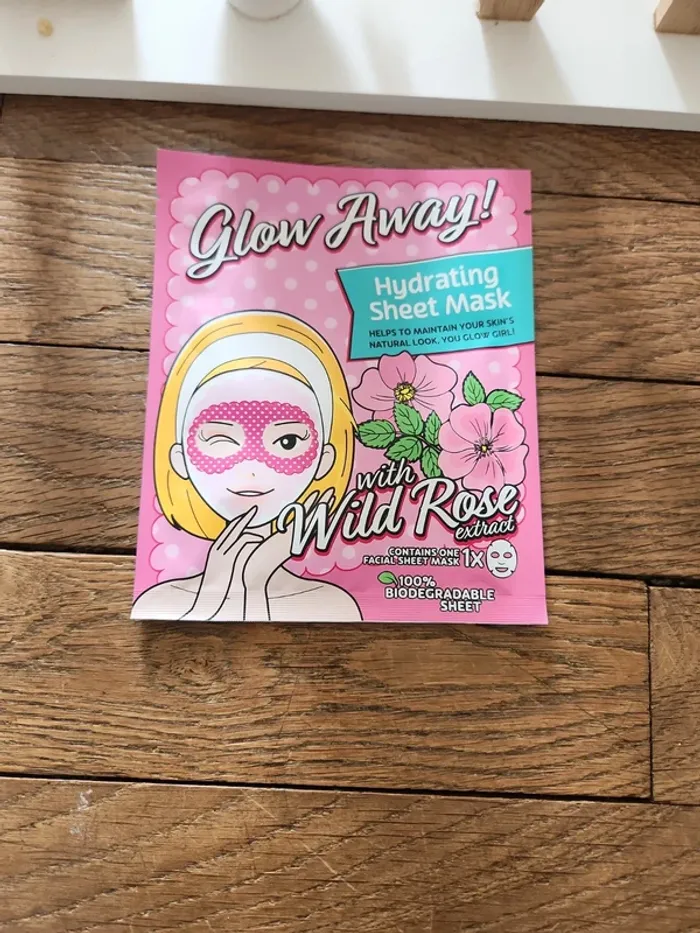 Glow Away!
Hydrating
Sheet Mask
HELPS TO MAINTAIN YOUR SKIN'S
NATURAL LOOK, YOU GLOW GIRL!
with
Wild Rose
extract
CONTAINS ONE
FACIAL SHEET MASK 1X
100%
BIODEGRADABLE
SHEET